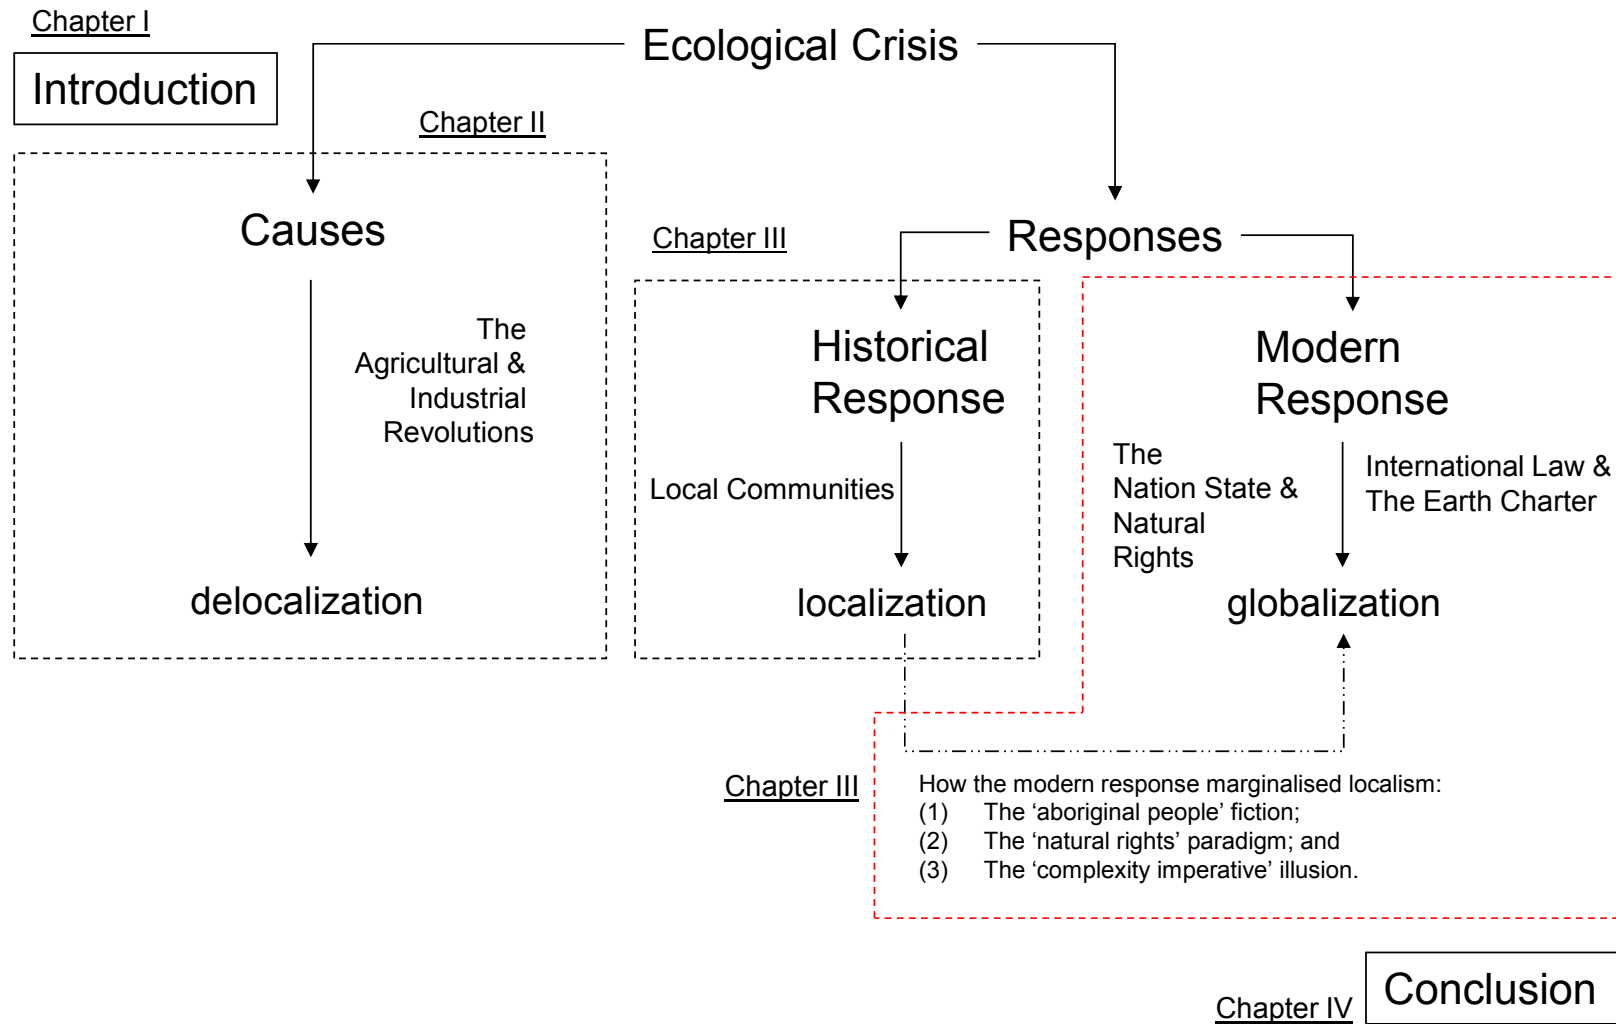 Chapter I
Introduction
Ecological Crisis
Chapter II
Causes
The
Agricultural &
Industrial
Revolutions
delocalization
Responses
Chapter III
Historical
Response
Local Communities
localization
Modern
Response
The
Nation State &
Natural
Rights
International Law &
The Earth Charter
globalization
Chapter III
How the modern response marginalised localism:
(1) The ‘aboriginal people’ fiction;
(2) The ‘natural rights’ paradigm; and
(3) The ‘complexity imperative’ illusion.
Chapter IV
Conclusion